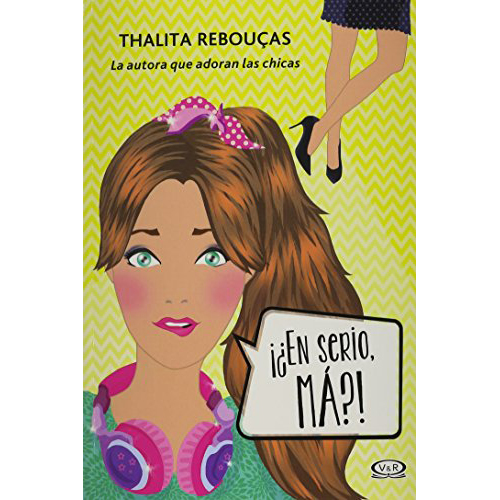 THALITA REBOUÇAS
La autora que adoran las chicas
¡¿EN SERIO,
MÁ?!
V&R